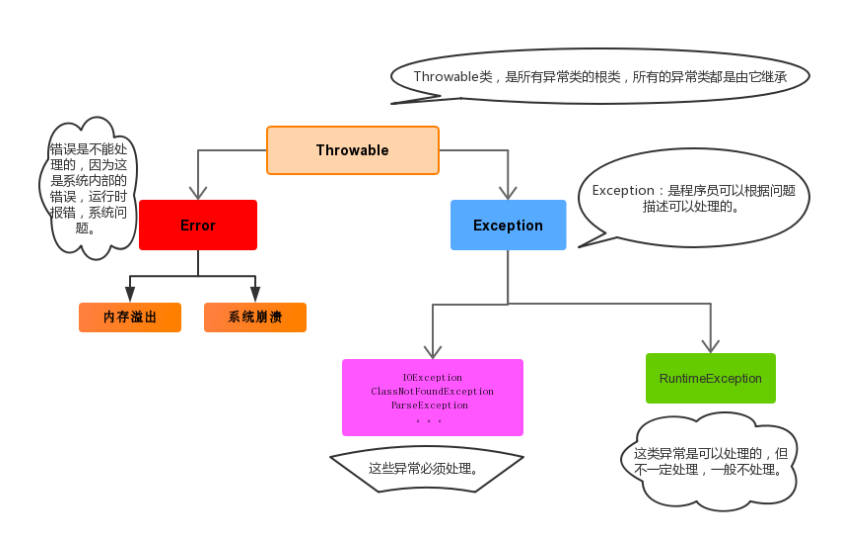 Throwable类，是所有异常类的根类，所有的异常类都是由它继承
Throwable
错误是不能处
理的，因为这
是系统内部的
错误，运行时
报错，系统问
题。
Exception：是程序员可以根据问题
描述可以处理的。
Error
Exception
内存溢出
系统崩溃
IOException
ClassNotFoundException
ParseException
。。。
RuntimeException
这些异常必须处理。
这类异常是可以处理的，但
不一定处理，一般不处理。